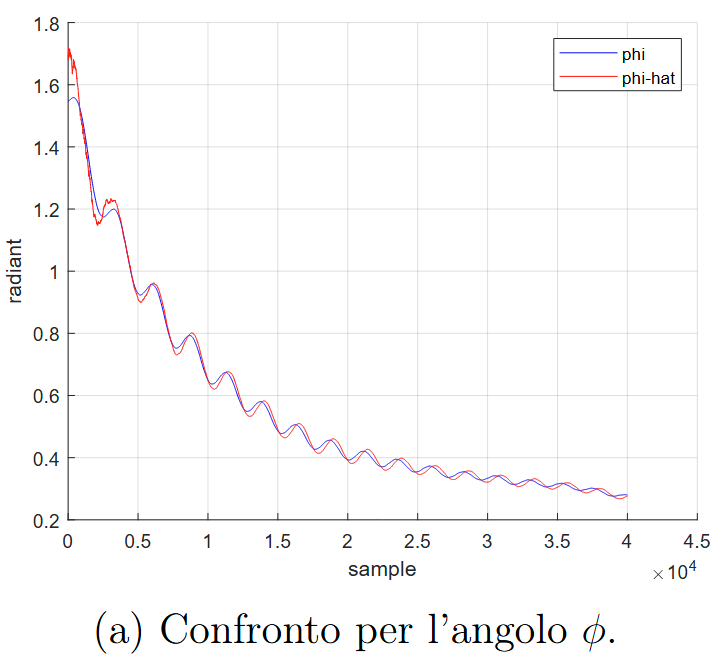 1.8
phi
phi-hat
1.6
1.4
1.2
1
0.8
0.6
0.4
0.2
radiant
0 0.5 1 1.5 2 2.5 3 3.5 4 4.5
sample
×10⁴
(a) Confronto per l'angolo ϕ.